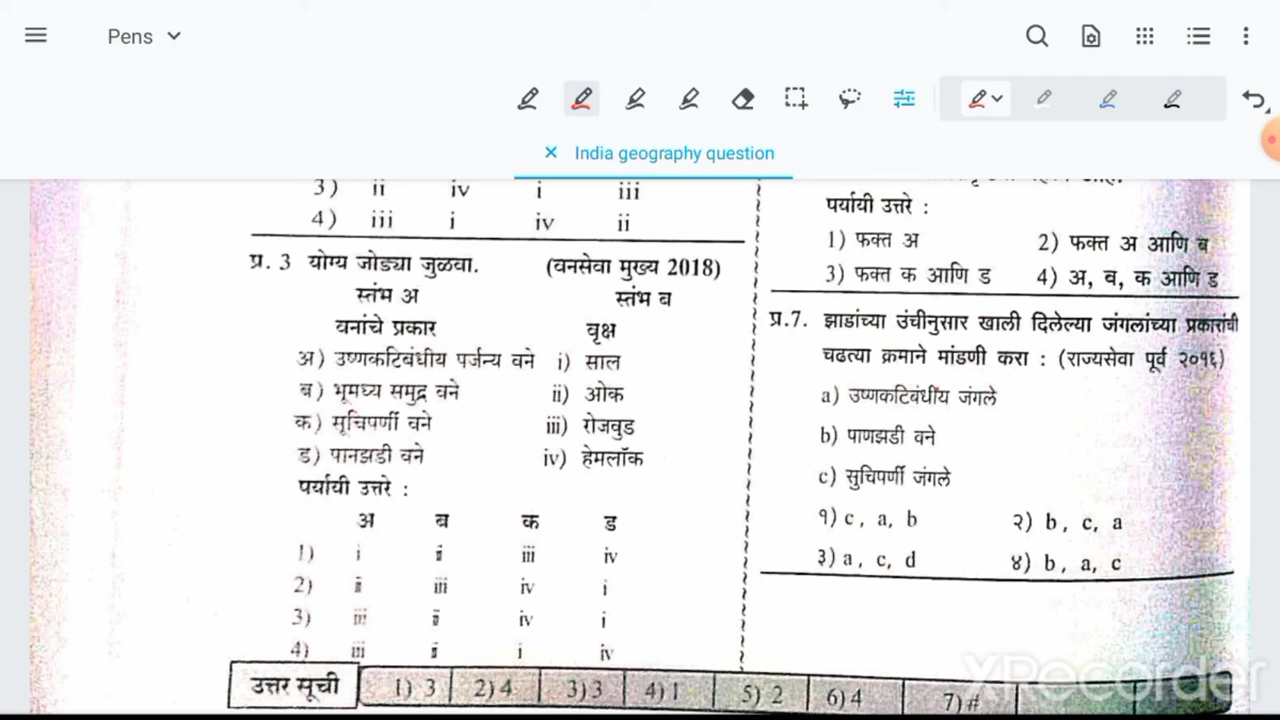 Pens
India geography question
3) ii iv i iii
4) iii i iv ii
प्र. 3 योग्य जोड्या जुळवा. (वनसेवा मुख्य 2018)
स्तंभ अ स्तंभ ब
वनांचे प्रकार वृक्ष
अ) उष्णकटिबंधीय पर्जन्य वने i) साल
ब) भूमध्य समुद्र वने ii) ओक
क) सूचिपर्णी वने iii) रोजवुड
ड) पानझडी वने iv) हेमलॉक
पर्यायी उत्तरे :
अ ब क ड
1) i ii iii iv
2) ii iii iv i
3) iii ii iv i
4) iii ii i iv
पर्यायी उत्तरे :
1) फक्त अ 2) फक्त अ आणि ब
3) फक्त क आणि ड 4) अ, ब, क आणि ड
प्र.7. झाडांच्या उंचीनुसार खाली दिलेल्या जंगलांच्या प्रकारांची
चढत्या क्रमाने मांडणी करा : (राज्यसेवा पूर्व २०१६)
a) उष्णकटिबंधीय जंगले
b) पाणझडी वने
c) सुचिपर्णी जंगले
१) c, a, b २) b, c, a
३) a, c, d ४) b, a, c
उत्तर सूची 1) 3 2) 4 3) 3 4) 1 5) 2 6) 4 7) #
XRecorder